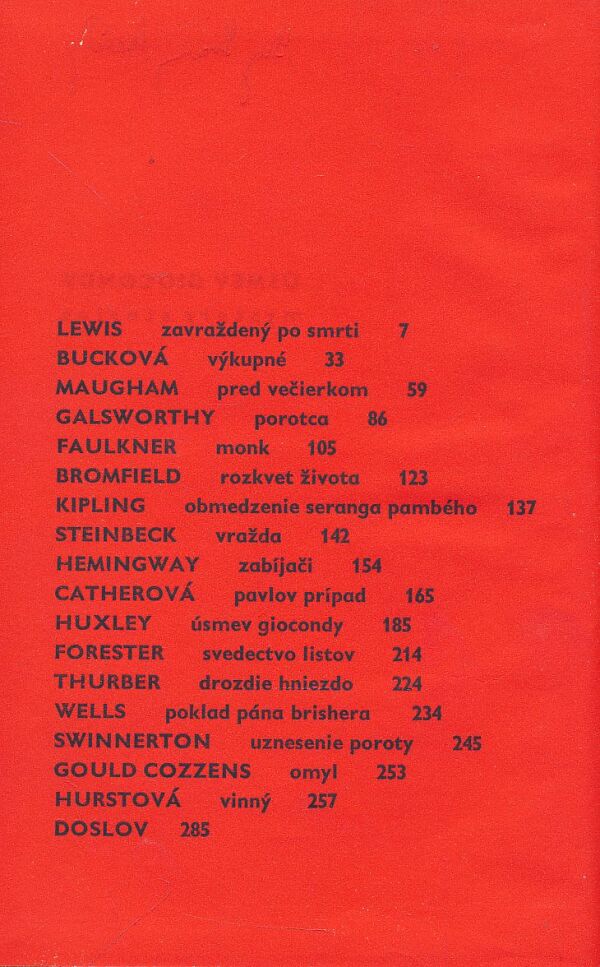 LEWIS zavraždený po smrti 7
BUCKOVÁ výkupné 33
MAUGHAM pred večierkom 59
GALSWORTHY porotca 86
FAULKNER monk 105
BROMFIELD rozkvet života 123
KIPLING obmedzenie seranga pambého 137
STEINBECK vražda 142
HEMINGWAY zabíjači 154
CATHEROVÁ pavlov prípad 165
HUXLEY úsmev giocondy 185
FORESTER svedectvo listov 214
THURBER drozdie hniezdo 224
WELLS poklad pána brishera 234
SWINNERTON uznesenie poroty 245
GOULD COZZENS omyl 253
HURSTOVÁ vinný 257
DOSLOV 285